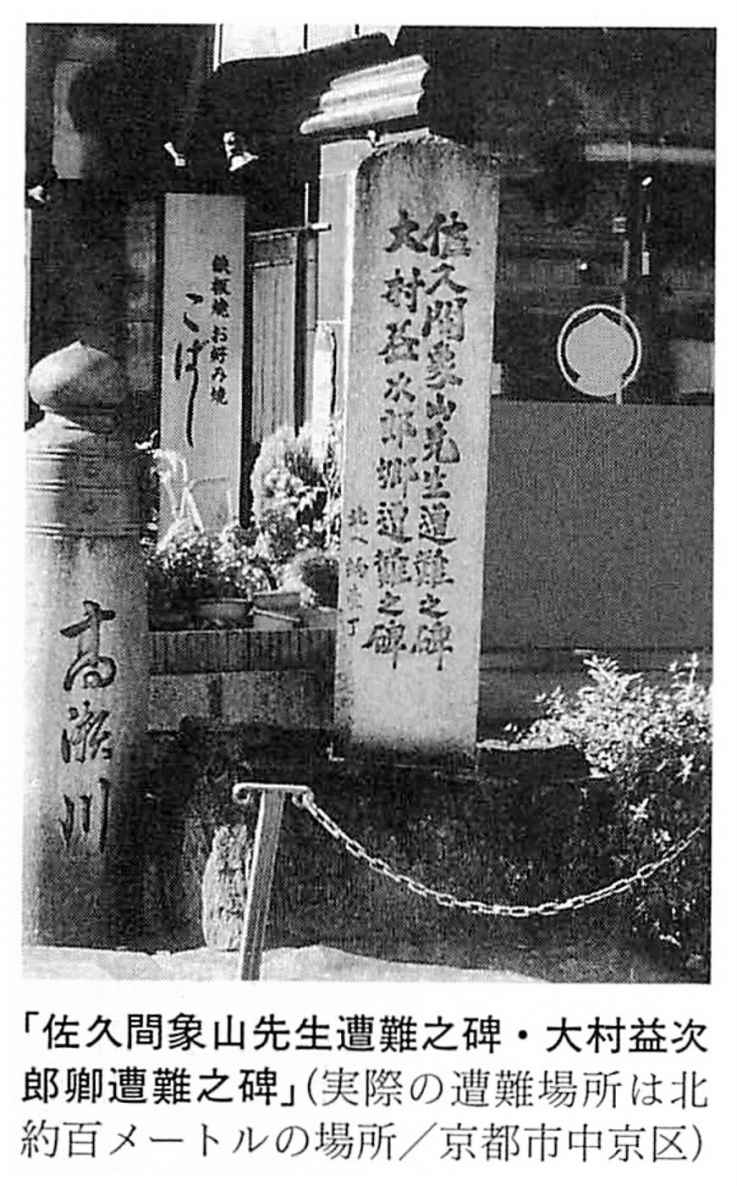 佐久間象山先生遭難之碑
大村益次郎卿遭難之碑
北へ約壱丁
鉄板焼 お好み焼
こばし
高瀬川
「佐久間象山先生遭難之碑・大村益次
郎卿遭難之碑」(実際の遭難場所は北
約百メートルの場所／京都市中京区)